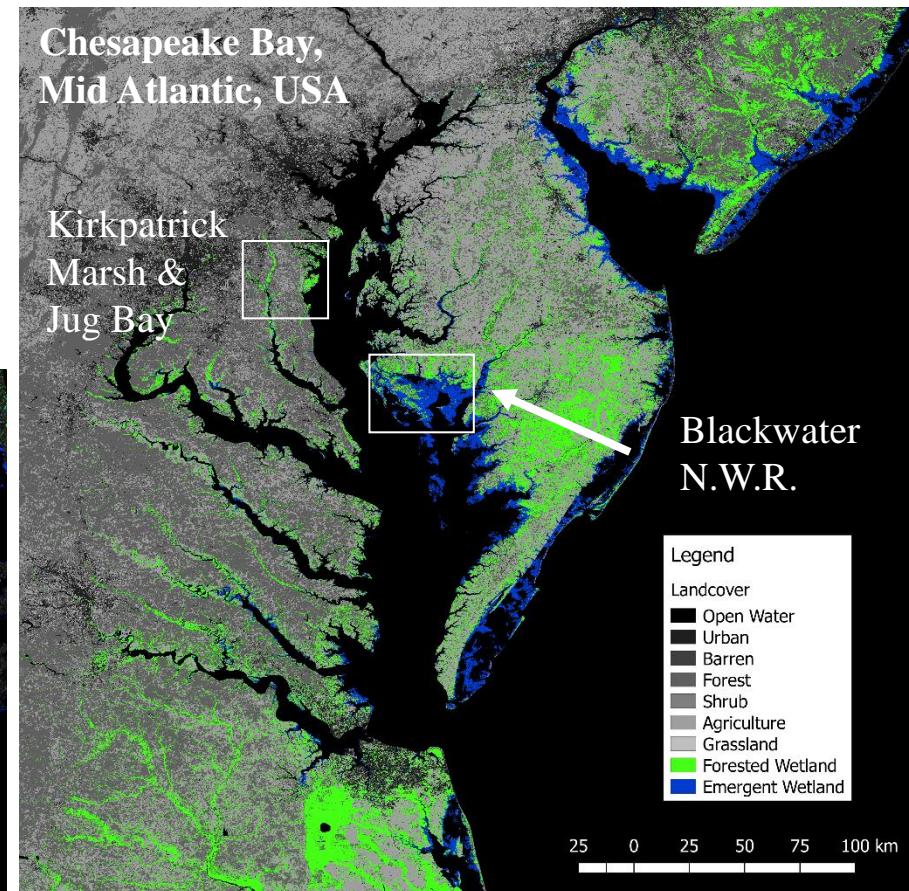 Chesapeake Bay,
Mid Atlantic, USA
Kirkpatrick
Marsh &
Jug Bay
Blackwater
N.W.R.
Legend
Landcover
Open Water
Urban
Barren
Forest
Shrub
Agriculture
Grassland
Forested Wetland
Emergent Wetland
25 0 25 50 75 100 km